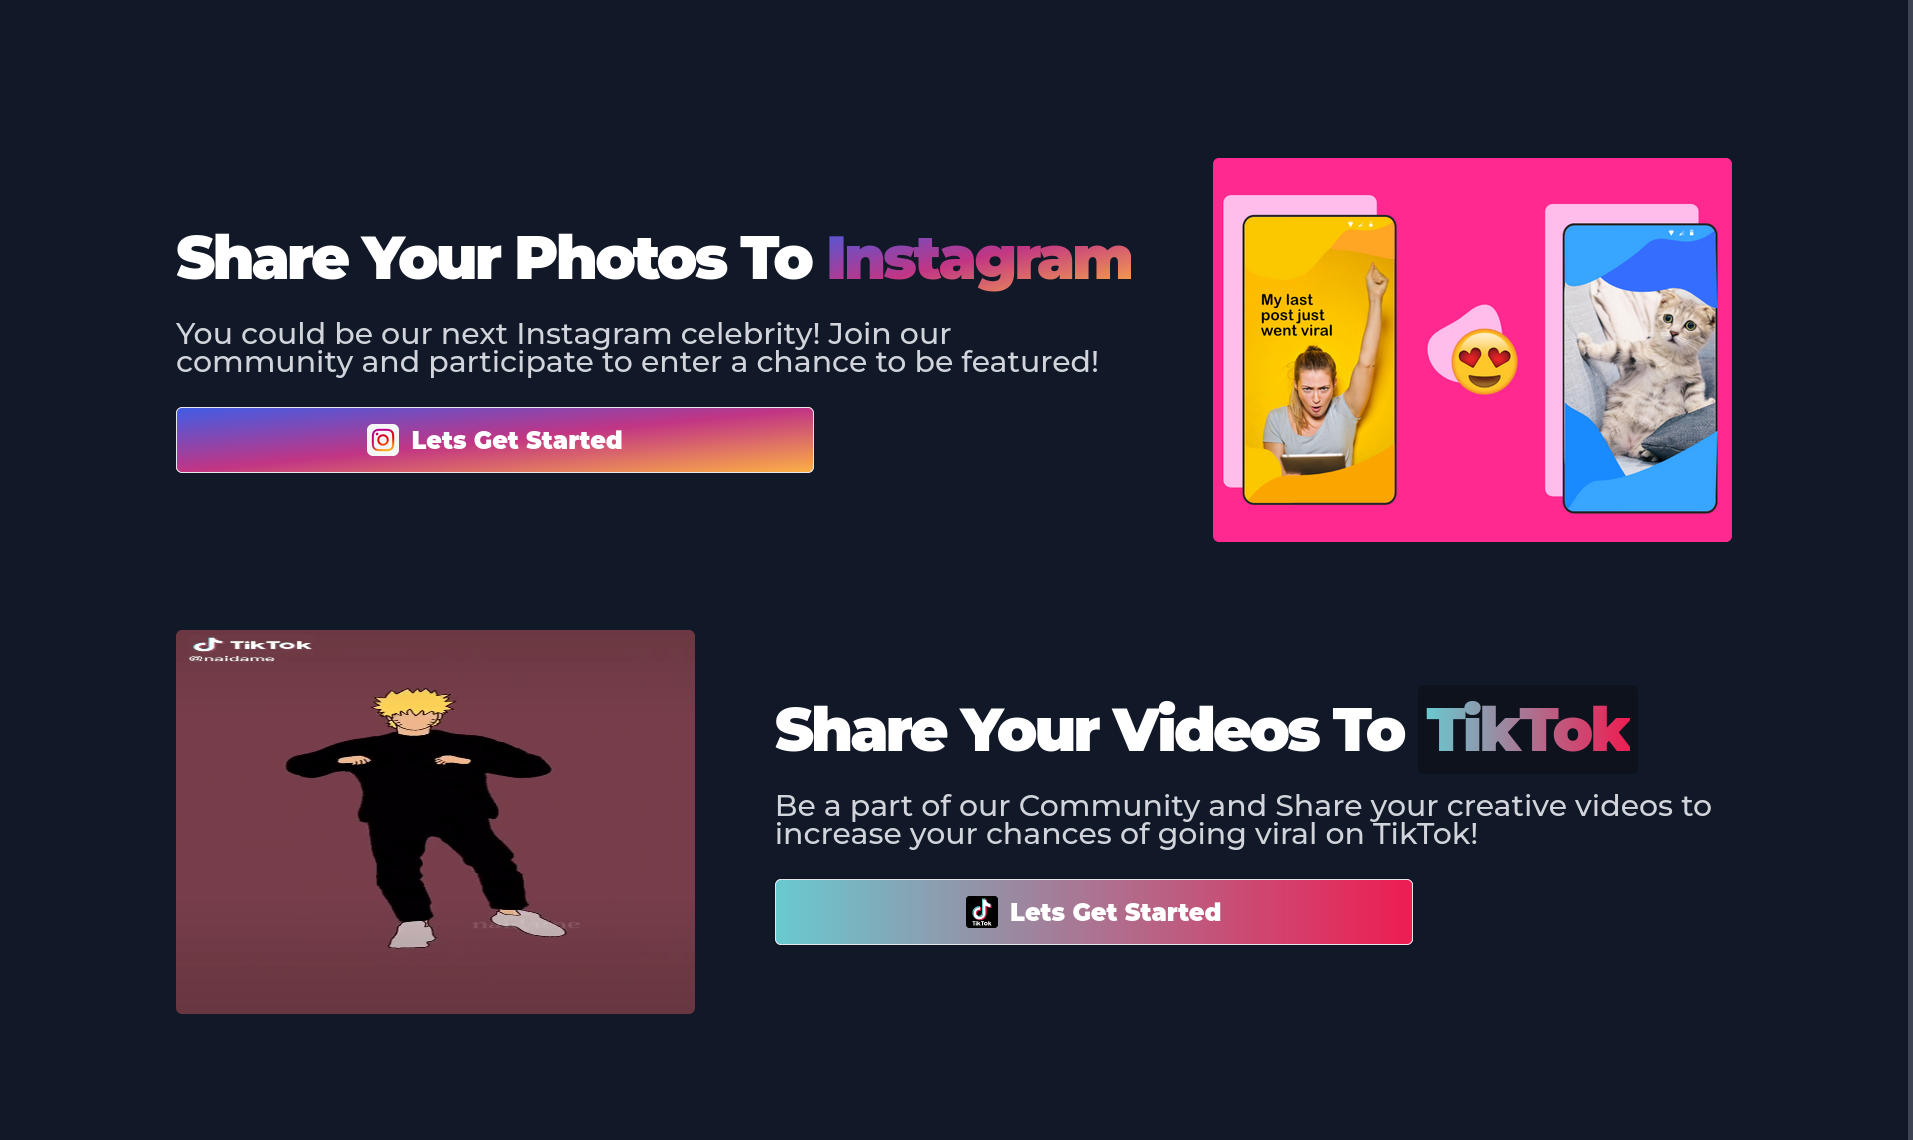 Share Your Photos To Instagram
You could be our next Instagram celebrity! Join our
community and participate to enter a chance to be featured!
Lets Get Started
My last
post just
went viral
TikTok
@naidame
Share Your Videos To TikTok
Be a part of our Community and Share your creative videos to
increase your chances of going viral on TikTok!
TikTok
Lets Get Started